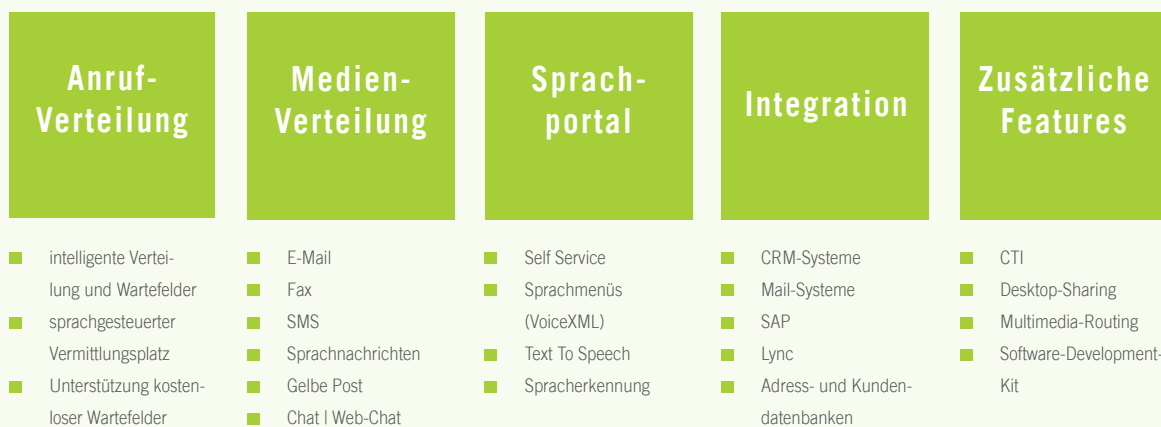 Anruf-
Verteilung
intelligente Vertei-
lung und Wartefelder
sprachgesteuerter
Vermittlungsplatz
Unterstützung kosten-
loser Wartefelder
Medien-
Verteilung
E-Mail
Fax
SMS
Sprachnachrichten
Gelbe Post
Chat | Web-Chat
Sprach-
portal
Self Service
Sprachmenüs
(VoiceXML)
Text To Speech
Spracherkennung
Integration
CRM-Systeme
Mail-Systeme
SAP
Lync
Adress- und Kunden-
datenbanken
Zusätzliche
Features
CTI
Desktop-Sharing
Multimedia-Routing
Software-Development-
Kit